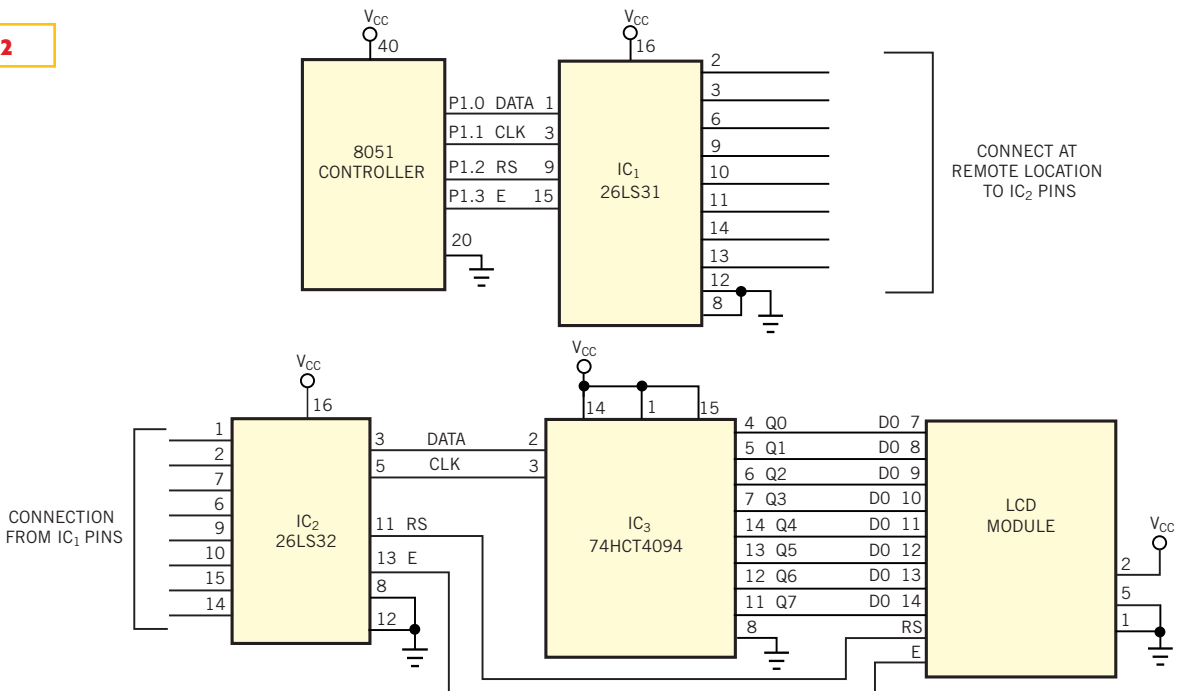 2
VCC
40
8051
CONTROLLER
P1.0 DATA 1
P1.1 CLK 3
P1.2 RS 9
P1.3 E 15
20
VCC
16
IC1
26LS31
2
3
6
9
10
11
14
13
12
8
CONNECT AT
REMOTE LOCATION
TO IC2 PINS
CONNECTION
FROM IC1 PINS
1
2
7
6
9
10
15
14
VCC
16
IC2
26LS32
3 DATA 2
5 CLK 3
11 RS
13 E
8
12
VCC
14 1 15
IC3
74HCT4094
4 Q0 D0 7
5 Q1 D0 8
6 Q2 D0 9
7 Q3 D0 10
14 Q4 D0 11
13 Q5 D0 12
12 Q6 D0 13
11 Q7 D0 14
8
RS
E
LCD
MODULE
VCC
2
5
1